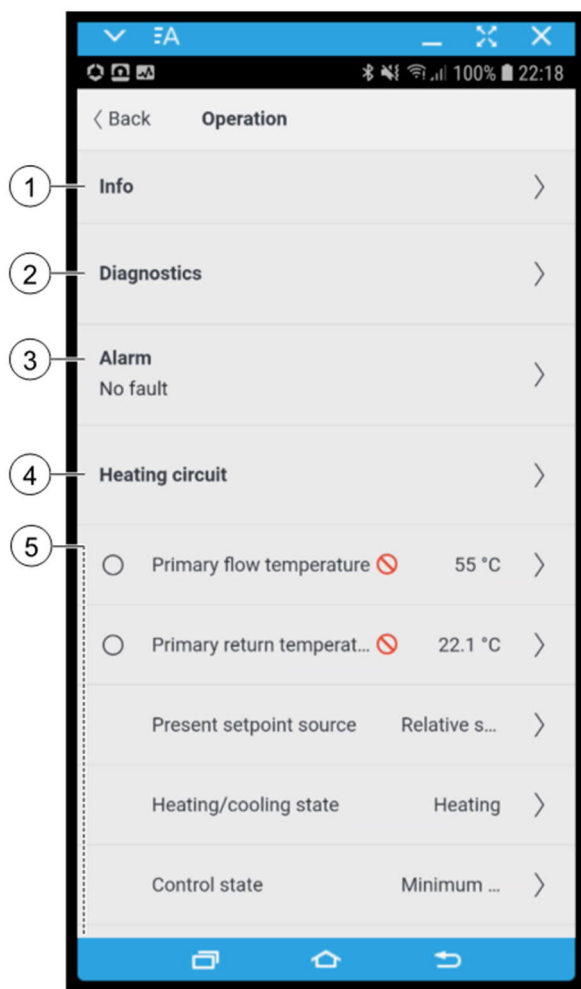 ΞA
100% 22:18
Back Operation
1 Info
2 Diagnostics
3 Alarm
No fault
4 Heating circuit
5
Primary flow temperature 55 °C
Primary return temperat... 22.1 °C
Present setpoint source Relative s...
Heating/cooling state Heating
Control state Minimum ...